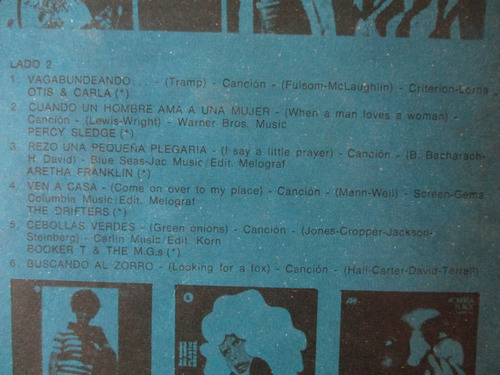 LADO 2
1. VAGABUNDEANDO... - (Tramp) - Canción - (Fulsom-McLaughlin) - Criterion-Lorna
OTIS & CARLA (*)
2. CUANDO UN HOMBRE AMA A UNA MUJER - (When a man loves a woman) -
Canción - (Lewis-Wright) - Warner Bros. Music
PERCY SLEDGE (*)
3. REZO UNA PEQUEÑA PLEGARIA - (I say a little prayer) - Canción - (B. Bacharach-
H. David) - Blue Seas-Jac Music/Edit. Melograf
ARETHA FRANKLIN (*)
4. VEN A CASA - (Come on over to my place) - Canción - (Mann-Weil) - Screen-Gems
Columbia Music/Edit. Melograf
THE DRIFTERS (*)
5. CEBOLLAS VERDES - (Green onions) - Canción - (Jones-Cropper-Jackson-
Steinberg) - Carlin Music/Edit. Korn
BOOKER T & THE M.G.s (*)
6. BUSCANDO AL ZORRO - (Looking for a fox) - Canción - (Hall-Carter-David-Terrell)